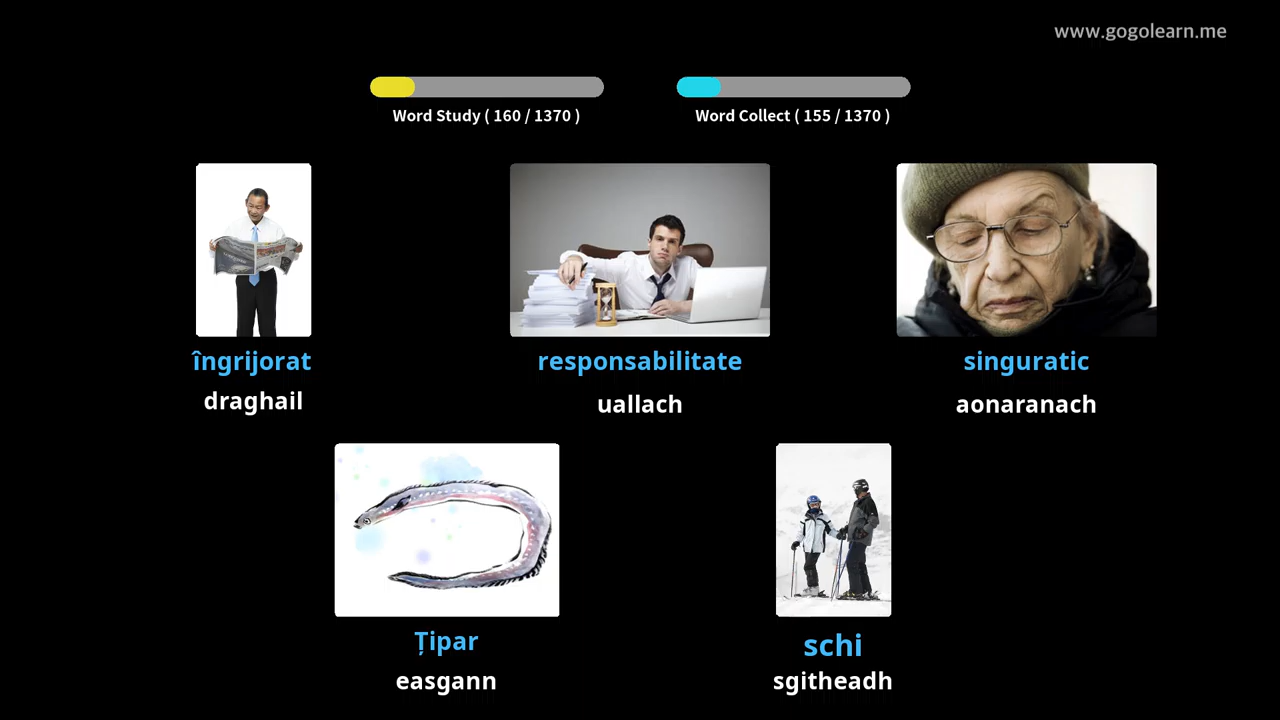 www.gogolearn.me
Word Study ( 160 / 1370 )
Word Collect ( 155 / 1370 )
îngrijorat
draghail
responsabilitate
uallach
singuratic
aonaranach
Țipar
easgann
schi
sgitheadh